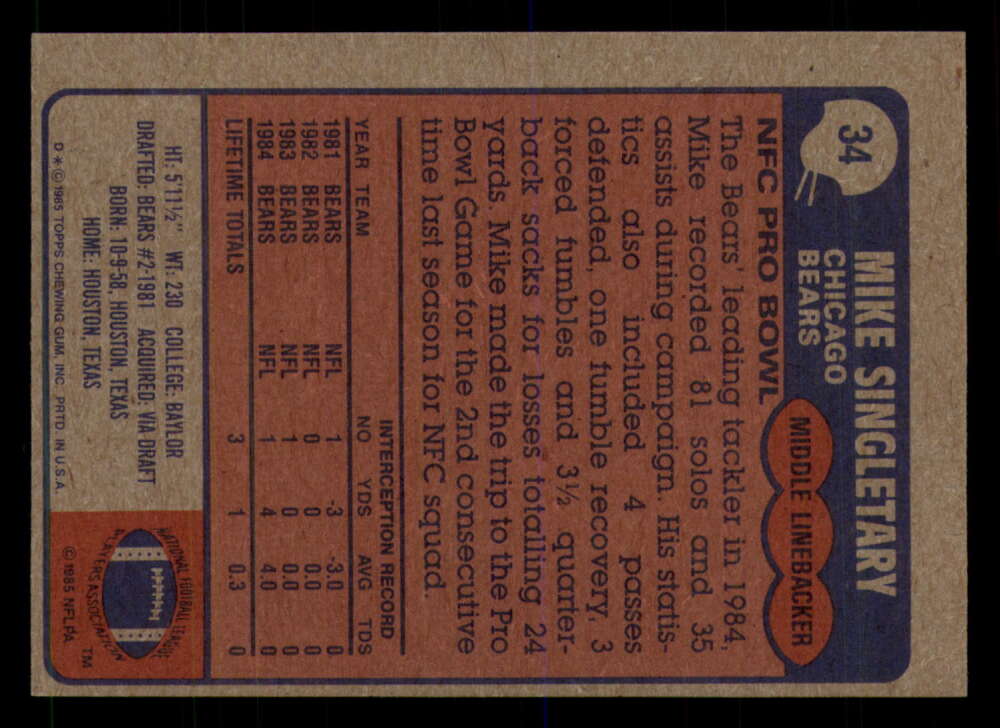 34
MIKE SINGLETARY
CHICAGO
BEARS
MIDDLE LINEBACKER
NFC PRO BOWL
The Bears' leading tackler in 1984,
Mike recorded 81 solos and 35
assists during campaign. His statis-
tics also included 4 passes
defended, one fumble recovery, 3
forced fumbles and 3½ quarter-
back sacks for losses totalling 24
yards. Mike made the trip to the Pro
Bowl Game for the 2nd consecutive
time last season for NFC squad.
INTERCEPTION RECORD
YEAR TEAM NO YDS AVG TDS
1981 BEARS NFL 1 -3 -3.0 0
1982 BEARS NFL 0 0 0.0 0
1983 BEARS NFL 1 0 0.0 0
1984 BEARS NFL 1 4 4.0 0
LIFETIME TOTALS 3 1 0.3 0
HT: 5'11½" WT: 230 COLLEGE: BAYLOR
DRAFTED: BEARS #2-1981 ACQUIRED: VIA DRAFT
BORN: 10-9-58, HOUSTON, TEXAS
HOME: HOUSTON, TEXAS
D*© 1985 TOPPS CHEWING GUM, INC. PRTD. IN U.S.A.
NATIONAL FOOTBALL LEAGUE
PLAYERS ASSOCIATION
TM
© 1985 NFLPA